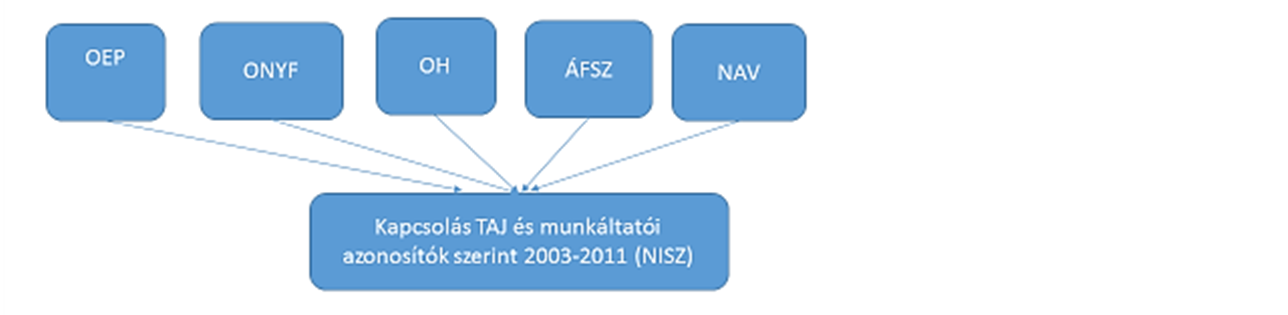 OEP
ONYF
OH
ÁFSZ
NAV
Kapcsolás TAJ és munkáltatói
azonosítók szerint 2003-2011 (NISZ)